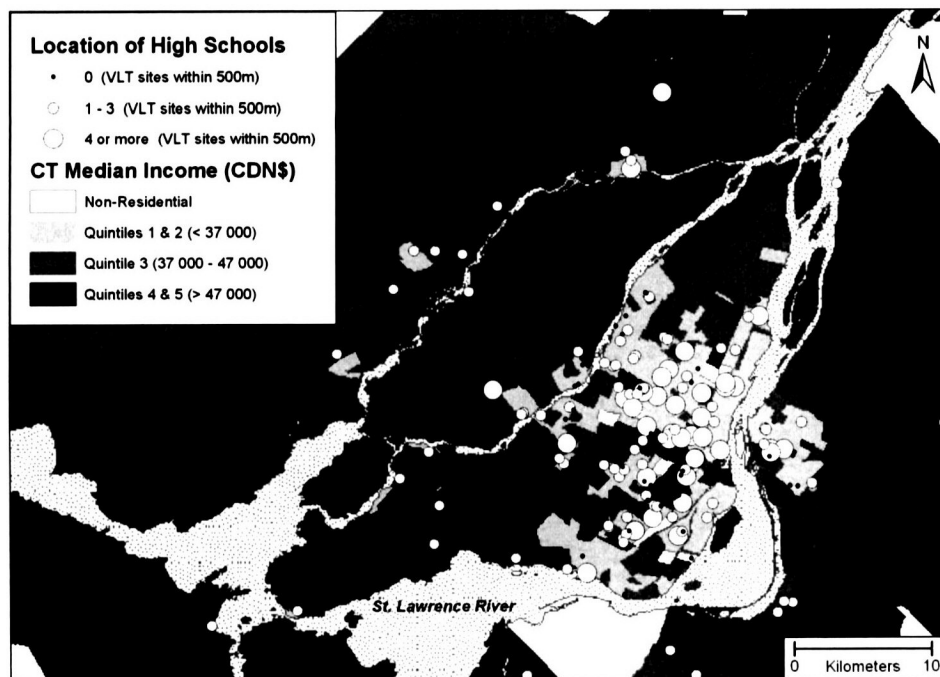 Location of High Schools
0 (VLT sites within 500m)
1 - 3 (VLT sites within 500m)
4 or more (VLT sites within 500m)
CT Median Income (CDN$)
Non-Residential
Quintiles 1 & 2 (< 37 000)
Quintile 3 (37 000 - 47 000)
Quintiles 4 & 5 (> 47 000)
N
St. Lawrence River
0 Kilometers 10